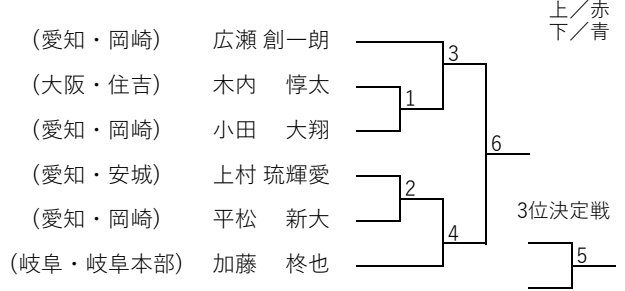 上／赤
下／青
(愛知・岡崎) 広瀬 創一朗
3
(大阪・住吉) 木内 惇太
1
(愛知・岡崎) 小田 大翔
6
(愛知・安城) 上村 琉輝愛
2
(愛知・岡崎) 平松 新大
3位決定戦
4
(岐阜・岐阜本部) 加藤 柊也
5